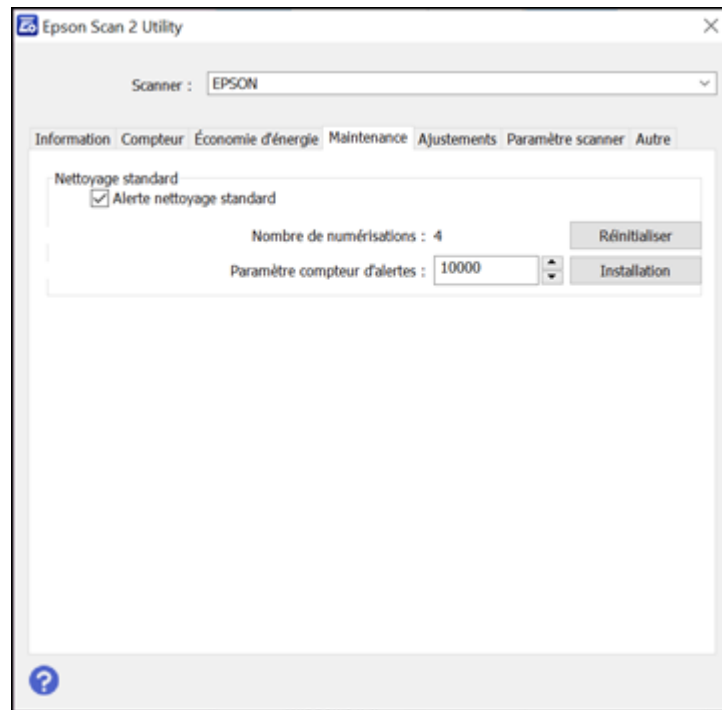 Epson Scan 2 Utility
Scanner : EPSON
Information Compteur Économie d'énergie Maintenance Ajustements Paramètre scanner Autre
Nettoyage standard
Alerte nettoyage standard
Nombre de numérisations : 4 Réinitialiser
Paramètre compteur d'alertes : 10000 Installation
?